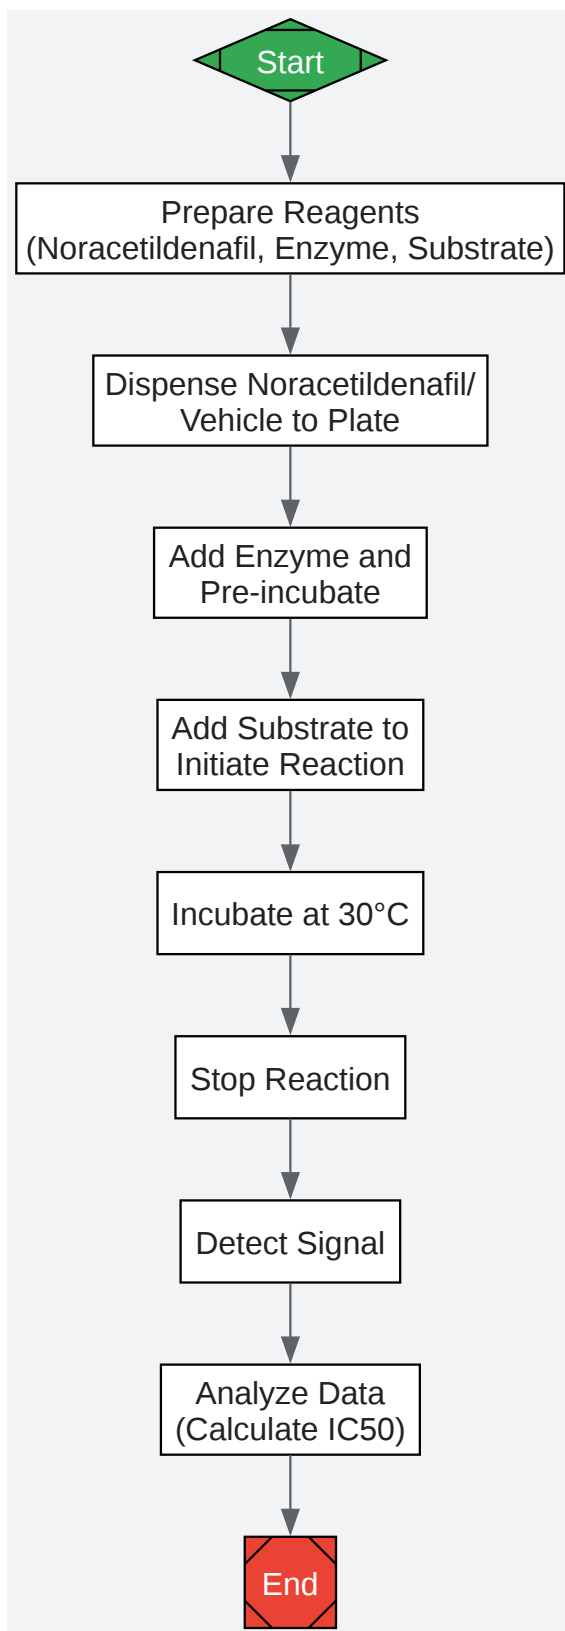 Start
Prepare Reagents
(Noracetildenafil, Enzyme, Substrate)
Dispense Noracetildenafil/
Vehicle to Plate
Add Enzyme and
Pre-incubate
Add Substrate to
Initiate Reaction
Incubate at 30°C
Stop Reaction
Detect Signal
Analyze Data
(Calculate IC50)
End